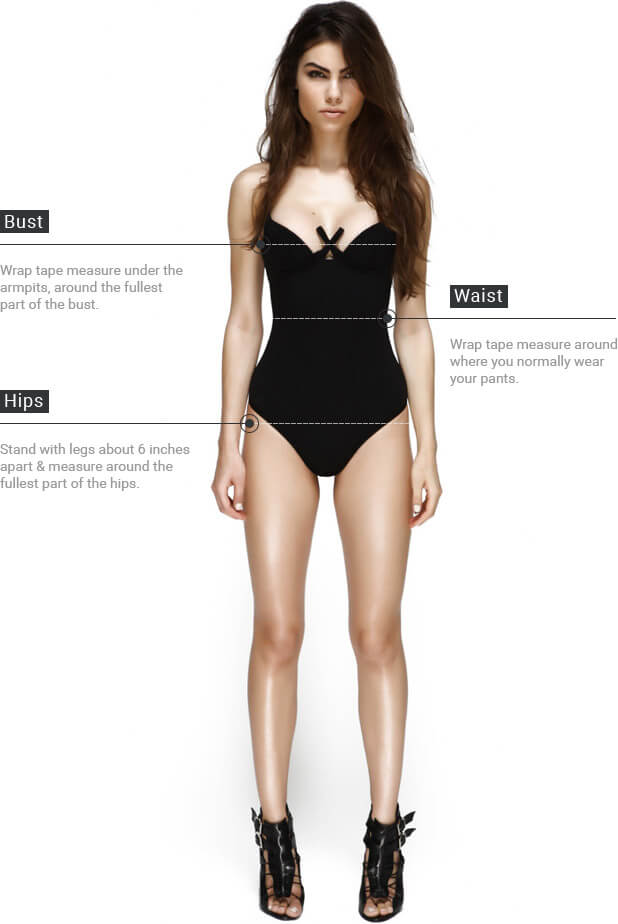 Bust
Wrap tape measure under the
armpits, around the fullest
part of the bust.
Waist
Wrap tape measure around
where you normally wear
your pants.
Hips
Stand with legs about 6 inches
apart & measure around the
fullest part of the hips.